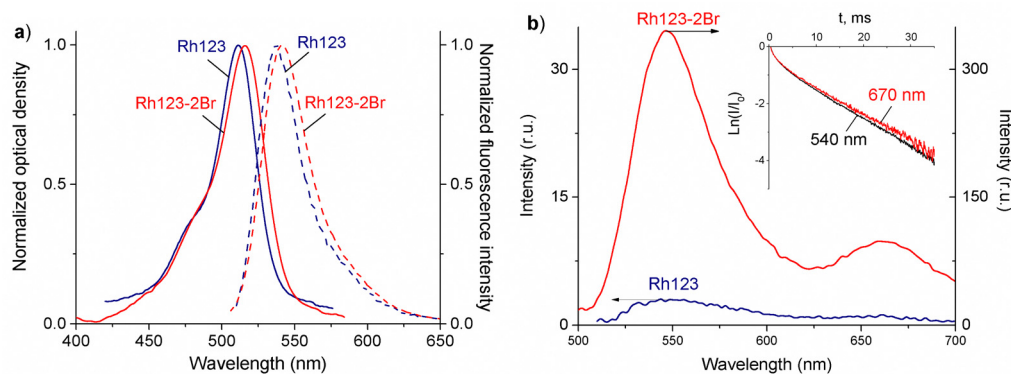 a)
Normalized optical density
1.0
0.5
0.0
Rh123
Rh123
Rh123-2Br
Rh123-2Br
1.0
0.5
0.0
Normalized fluorescence intensity
400 450 500 550 600 650
Wavelength (nm)
b)
Intensity (r.u.)
30
15
0
Rh123-2Br
Rh123
t, ms
0 10 20 30
Ln(I/I0)
0
-2
-4
670 nm
540 nm
300
150
0
Intensity (r.u.)
500 550 600 650 700
Wavelength (nm)